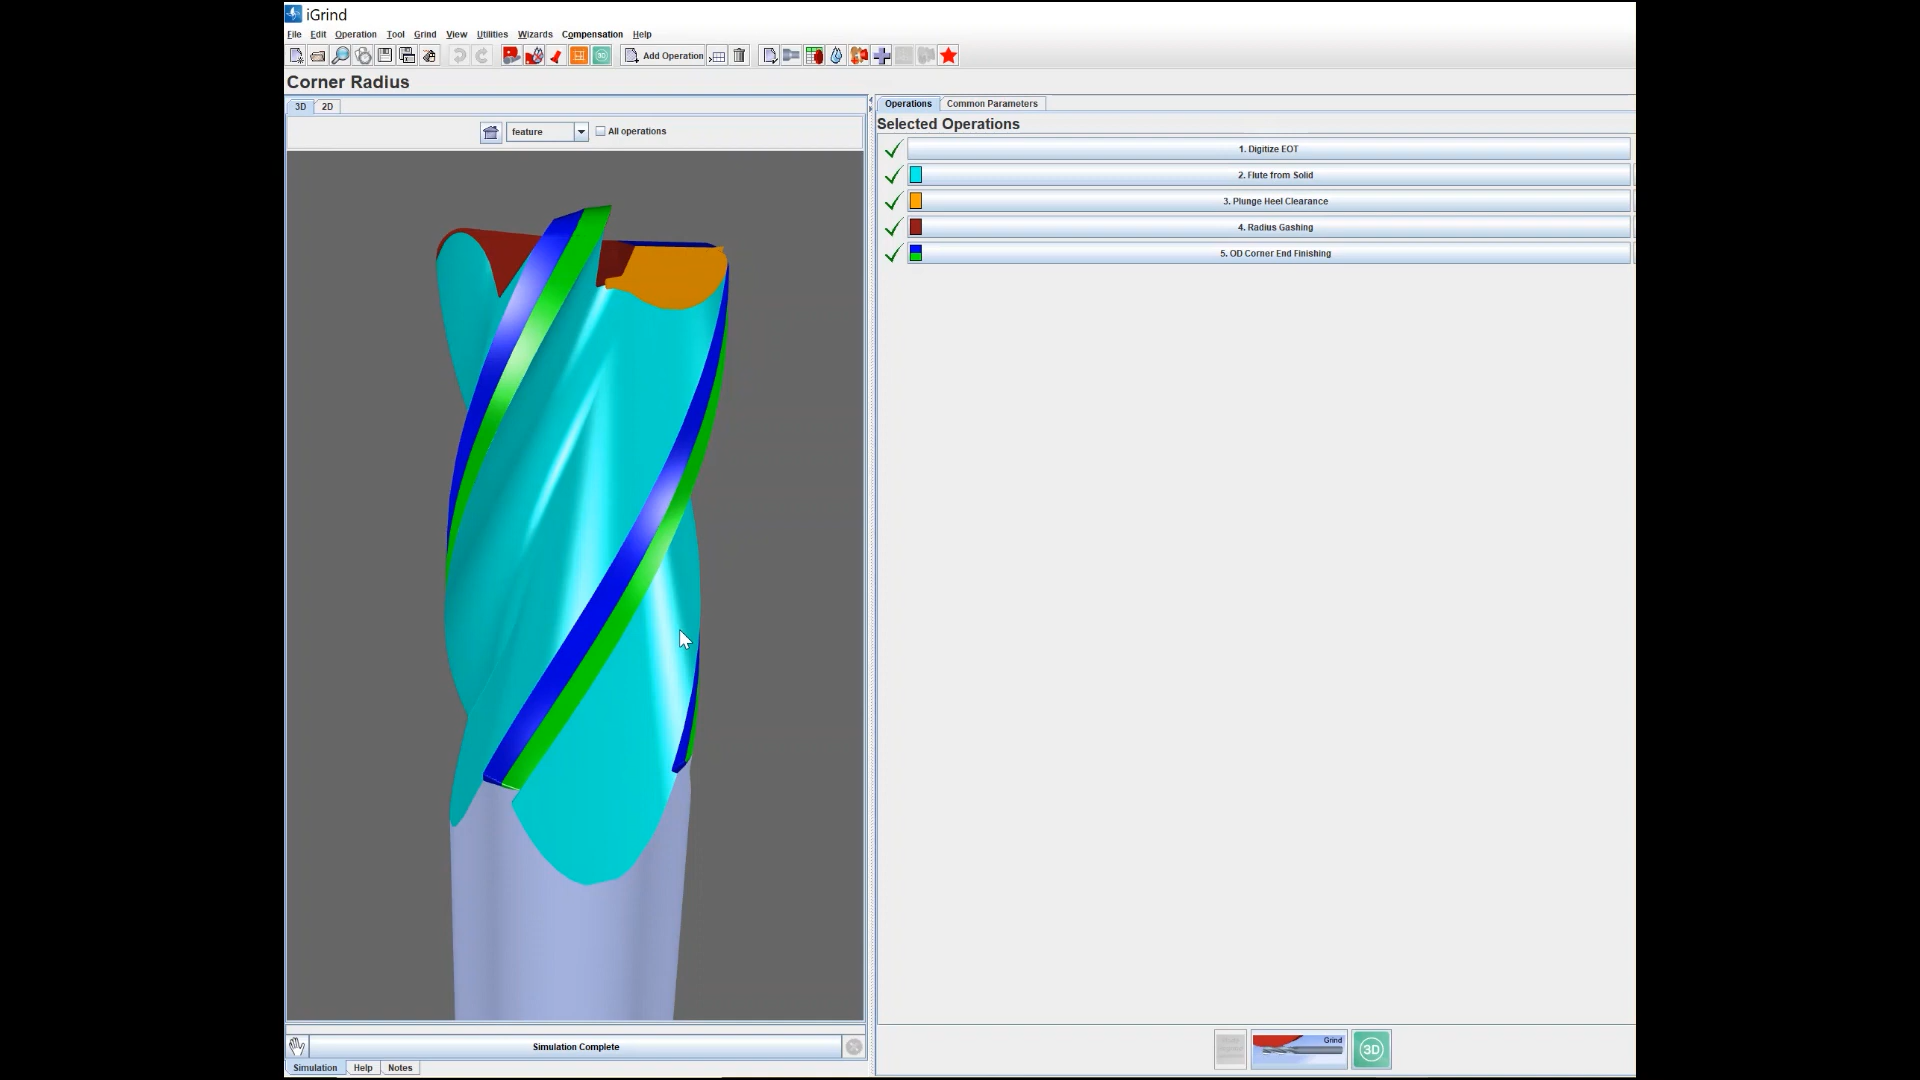 iGrind
File Edit Operation Tool Grind View Utilities Wizards Compensation Help
Add Operation
Corner Radius
3D 2D
feature All operations
Operations Common Parameters
Selected Operations
1. Digitize EOT
2. Flute from Solid
3. Plunge Heel Clearance
4. Radius Gashing
5. OD Corner End Finishing
Simulation Complete
Grind
3D
Simulation Help Notes